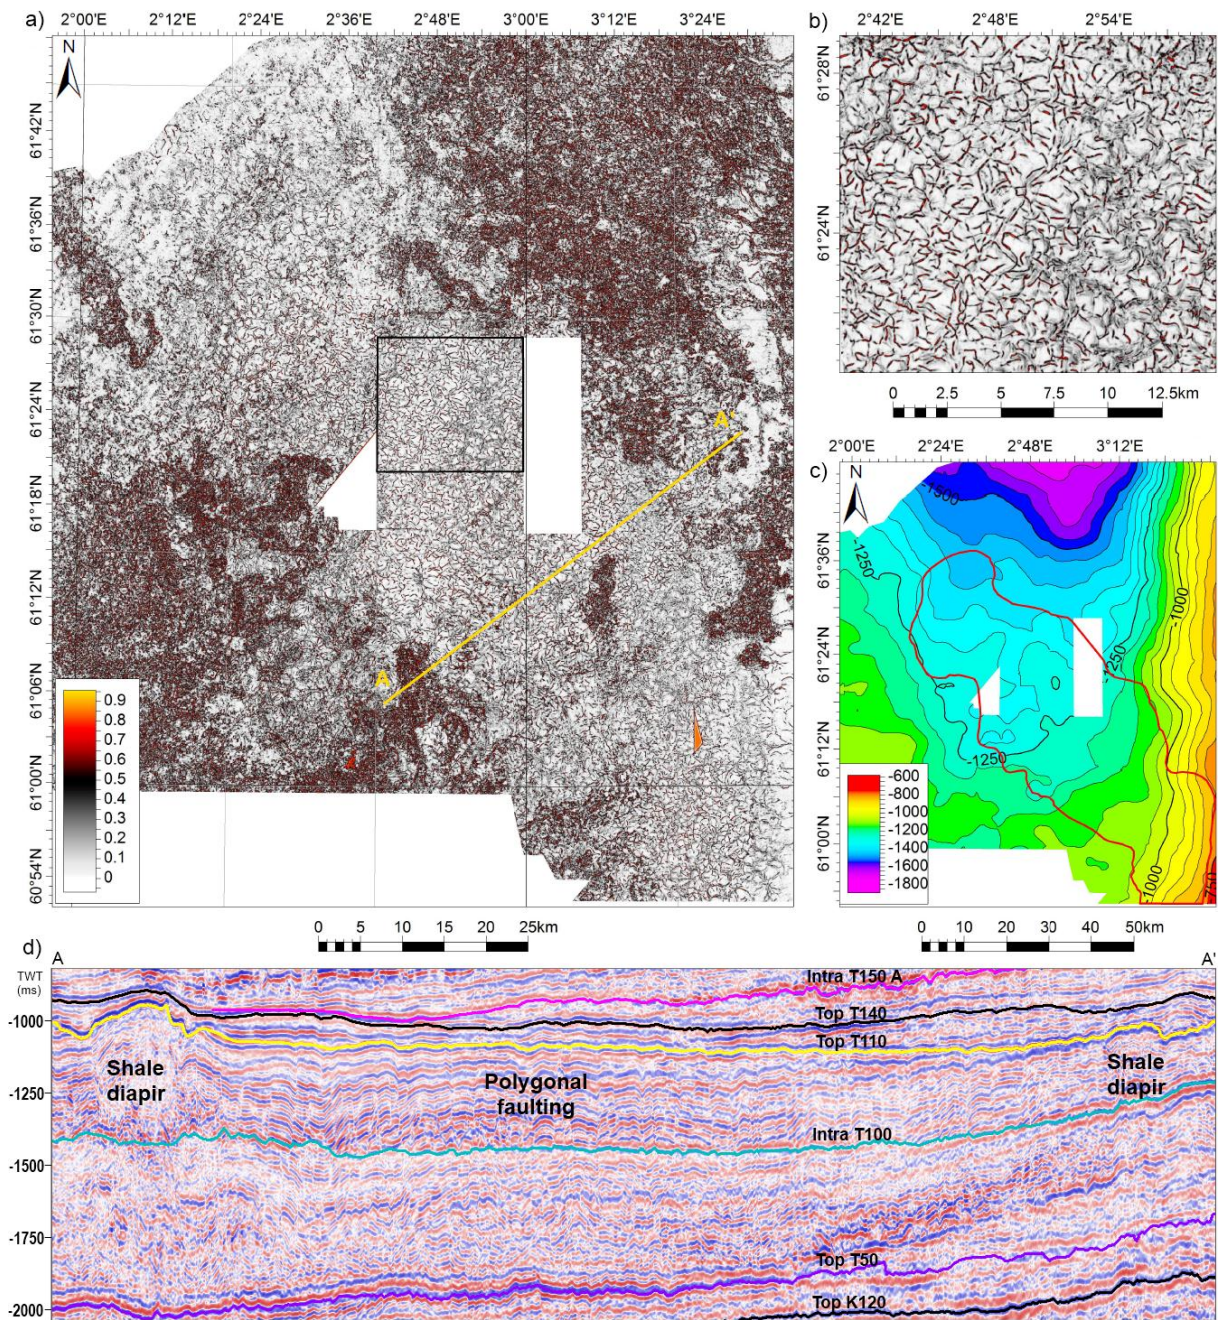 a)
2°00'E 2°12'E 2°24'E 2°36'E 2°48'E 3°00'E 3°12'E 3°24'E
N
61°42'N
61°36'N
61°30'N
61°24'N
61°18'N
61°12'N
61°06'N
61°00'N
60°54'N
A'
A
0.9
0.8
0.7
0.6
0.5
0.4
0.3
0.2
0.1
0
0 5 10 15 20 25km
b)
2°42'E 2°48'E 2°54'E
61°28'N
61°24'N
0 2.5 5 7.5 10 12.5km
c)
2°00'E 2°24'E 2°48'E 3°12'E
N
61°36'N
61°24'N
61°12'N
61°00'N
-1500
-1250
-1000
-1250
-1250
-1000
-750
-600
-800
-1000
-1200
-1400
-1600
-1800
0 10 20 30 40 50km
d)
A A'
TWT
(ms)
-1000
-1250
-1500
-1750
-2000
Intra T150 A
Top T140
Top T110
Shale
diapir
Polygonal
faulting
Shale
diapir
Intra T100
Top T50
Top K120